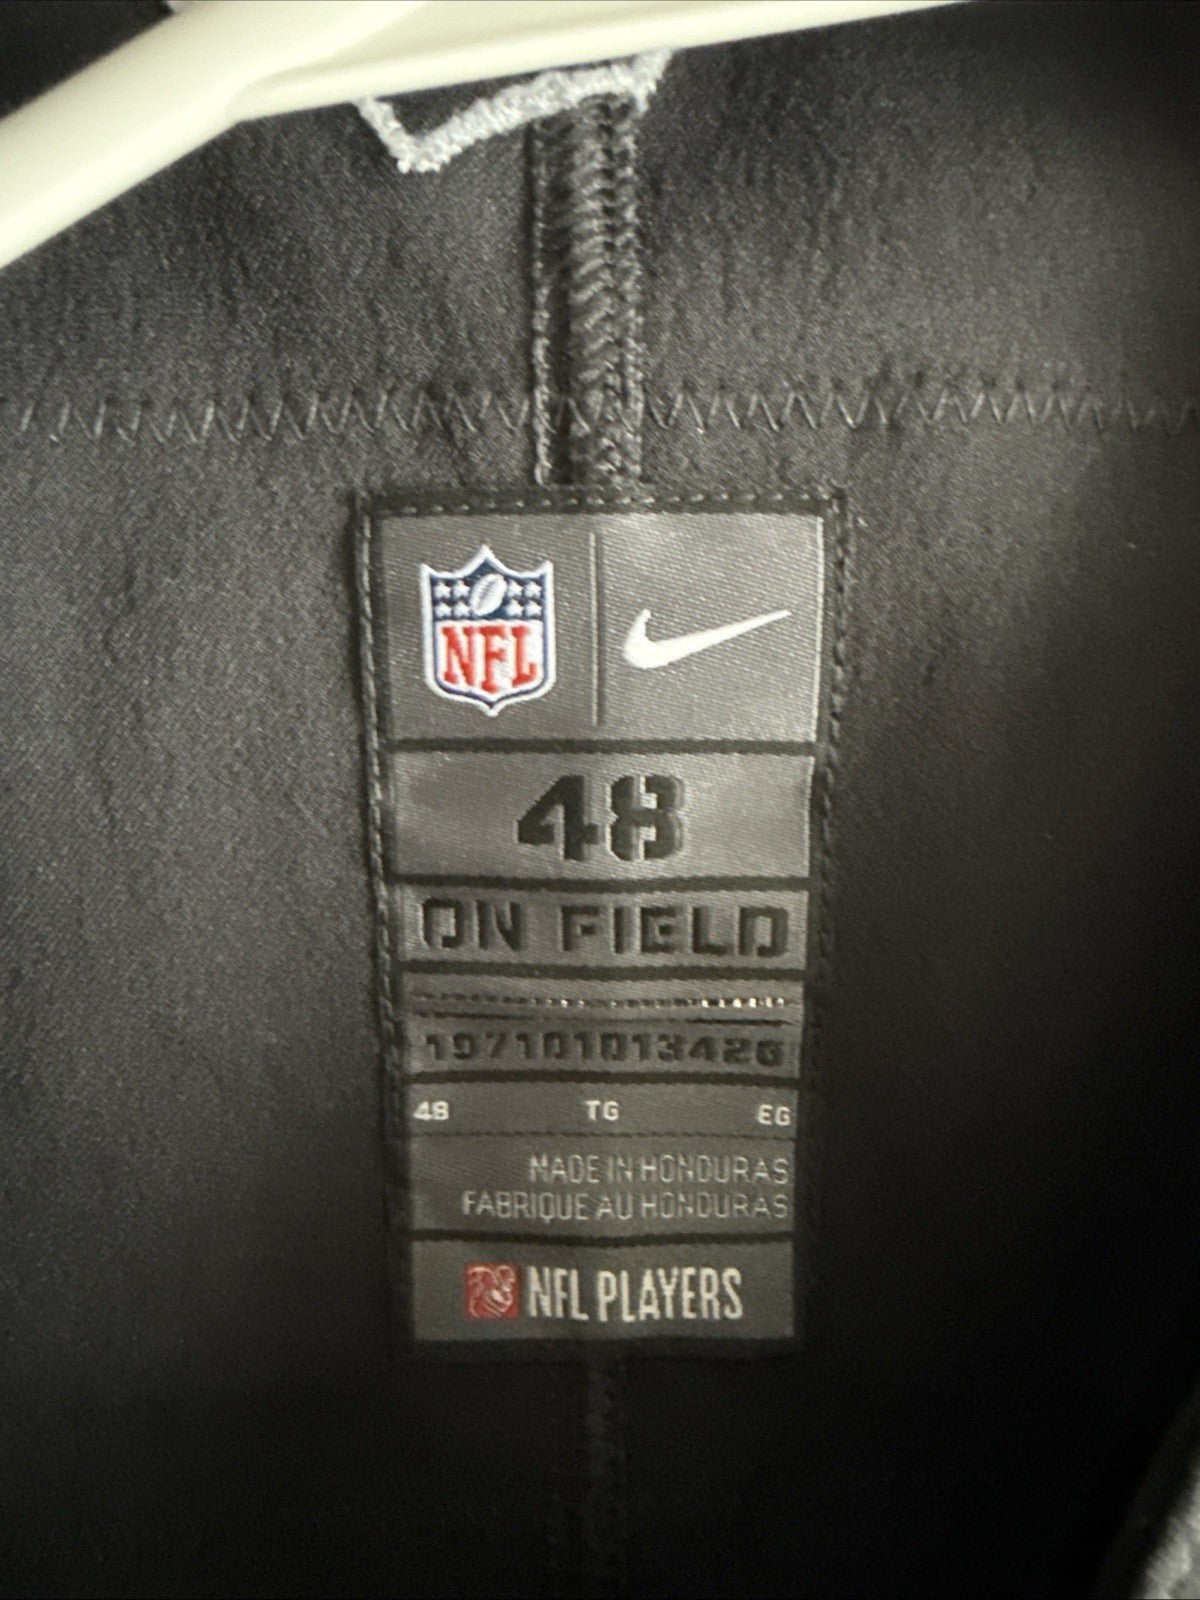 NFL
48
ON FIELD
197101013426
48 TG EG
MADE IN HONDURAS
FABRIQUE AU HONDURAS
NFL PLAYERS